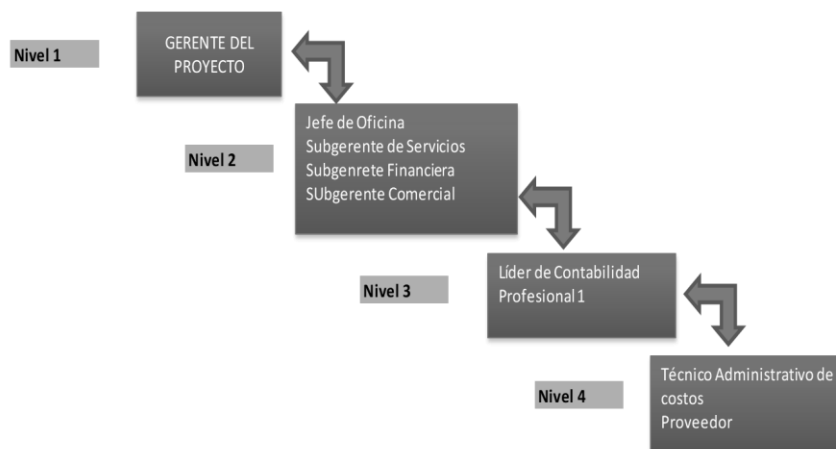 Nivel 1
GERENTE DEL
PROYECTO
Nivel 2
Jefe de Oficina
Subgerente de Servicios
Subgenrete Financiera
SUbgerente Comercial
Nivel 3
Líder de Contabilidad
Profesional 1
Nivel 4
Técnico Administrativo de
costos
Proveedor